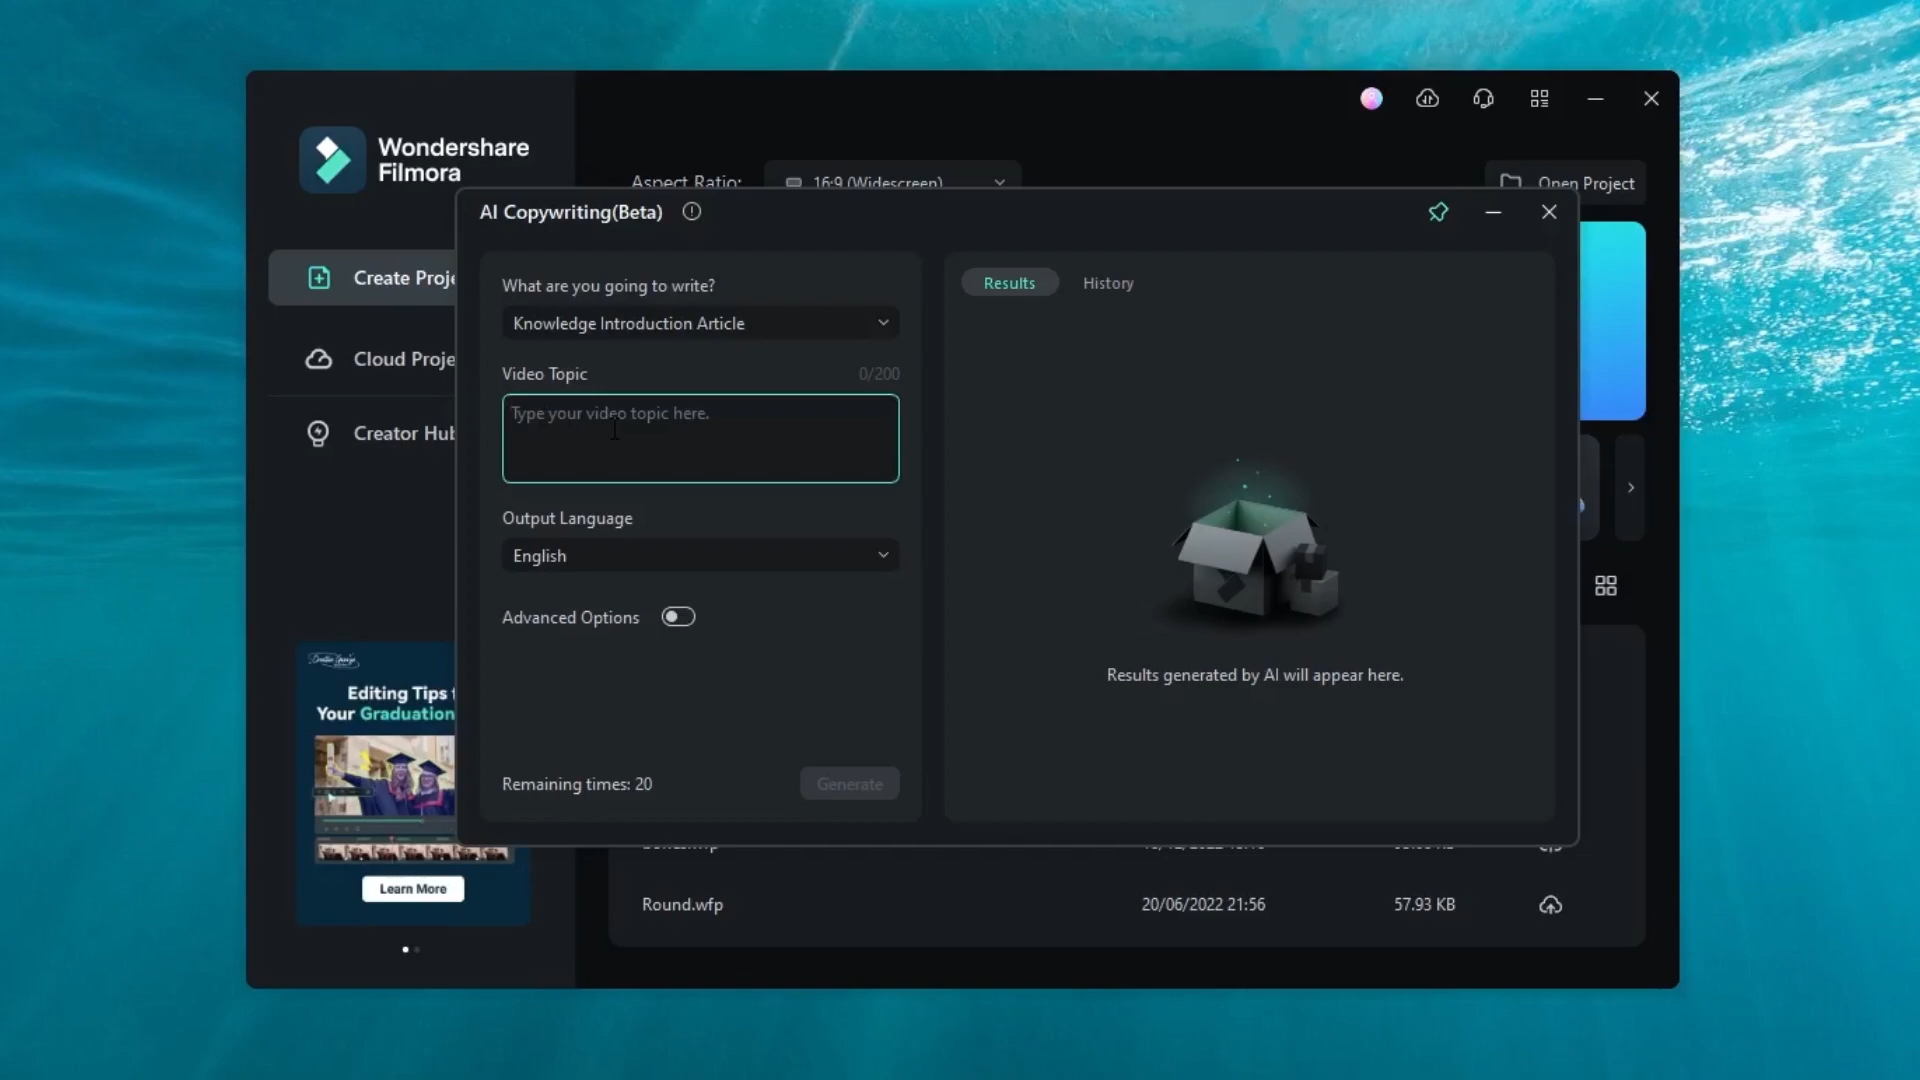 Wondershare
Filmora
Aspect Ratio:
16:9 (Widescreen)
Open Project
AI Copywriting(Beta)
Create Proje
What are you going to write?
Knowledge Introduction Article
Results
History
Cloud Proje
Video Topic
0/200
Type your video topic here.
Creator Hub
Output Language
English
Advanced Options
Editing Tips
Your Graduation
Results generated by AI will appear here.
Remaining times: 20
Generate
Learn More
Round.wfp
20/06/2022 21:56
57.93 KB